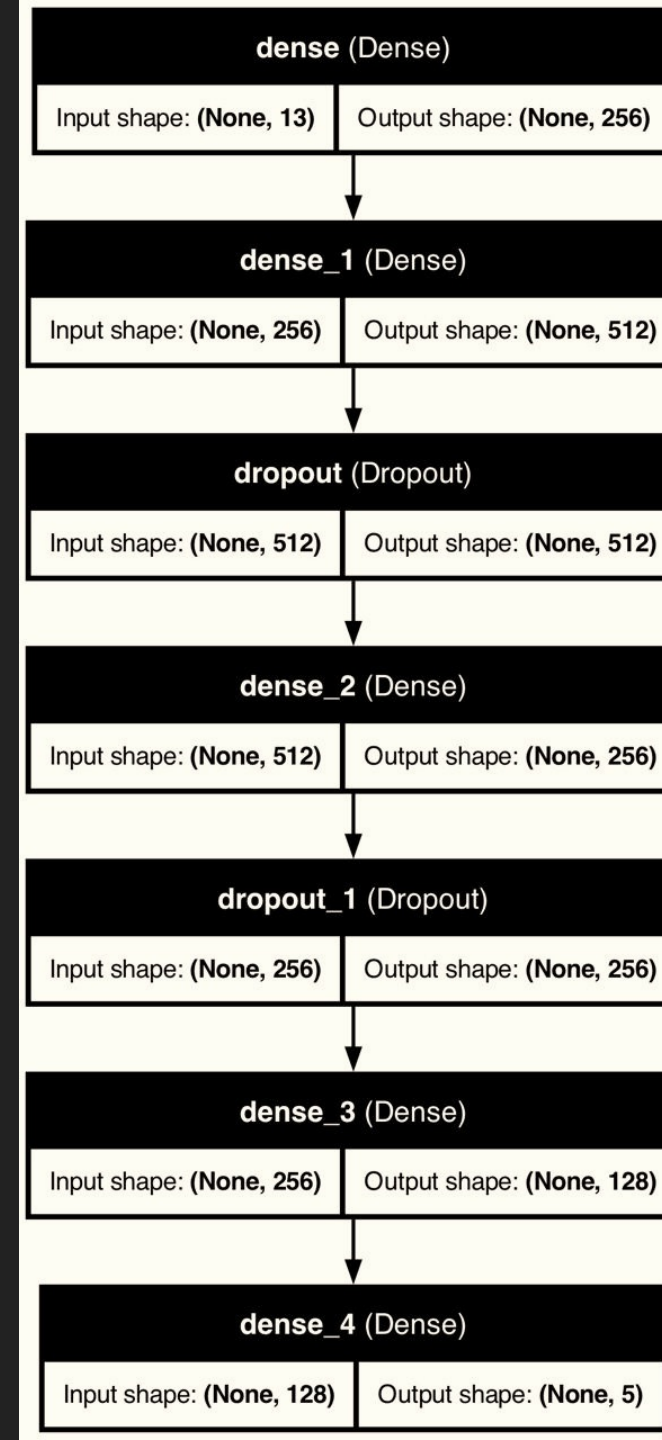 dense (Dense)
Input shape: (None, 13) Output shape: (None, 256)
dense_1 (Dense)
Input shape: (None, 256) Output shape: (None, 512)
dropout (Dropout)
Input shape: (None, 512) Output shape: (None, 512)
dense_2 (Dense)
Input shape: (None, 512) Output shape: (None, 256)
dropout_1 (Dropout)
Input shape: (None, 256) Output shape: (None, 256)
dense_3 (Dense)
Input shape: (None, 256) Output shape: (None, 128)
dense_4 (Dense)
Input shape: (None, 128) Output shape: (None, 5)